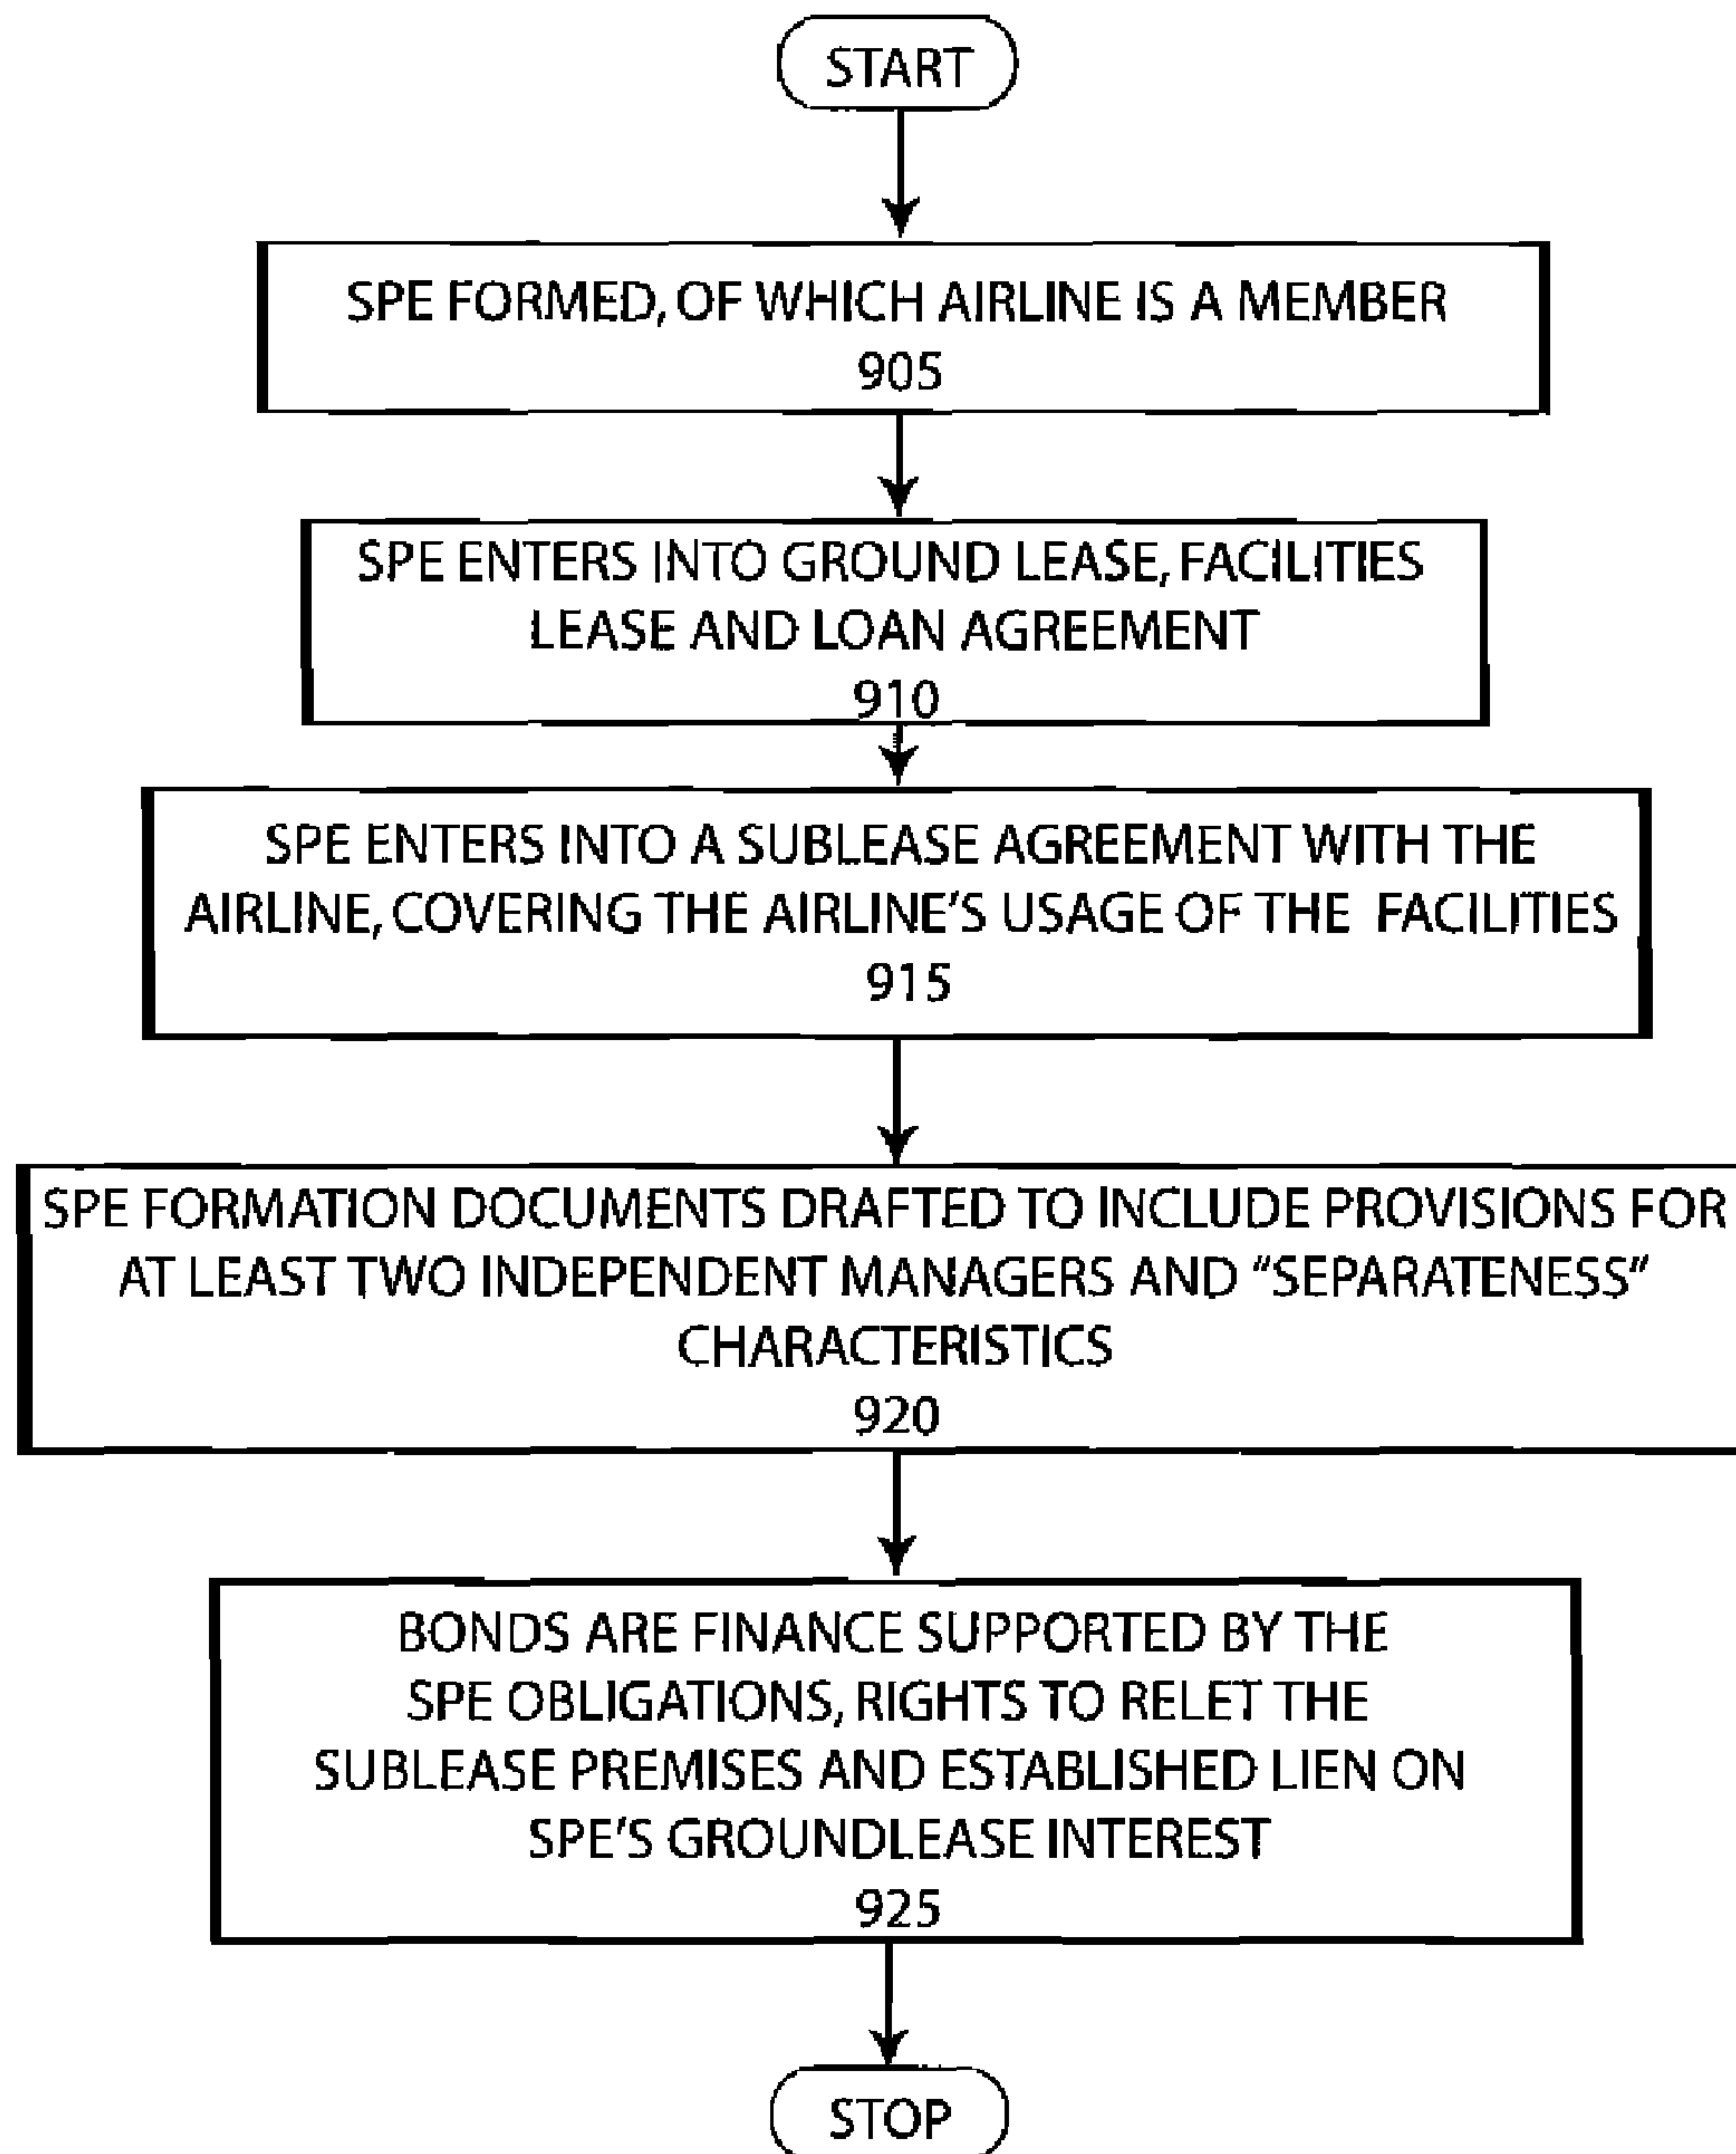 START
SPE FORMED, OF WHICH AIRLINE IS A MEMBER
905
SPE ENTERS INTO GROUND LEASE, FACILITIES
LEASE AND LOAN AGREEMENT
910
SPE ENTERS INTO A SUBLEASE AGREEMENT WITH THE
AIRLINE, COVERING THE AIRLINE'S USAGE OF THE FACILITIES
915
SPE FORMATION DOCUMENTS DRAFTED TO INCLUDE PROVISIONS FOR
AT LEAST TWO INDEPENDENT MANAGERS AND "SEPARATENESS"
CHARACTERISTICS
920
BONDS ARE FINANCE SUPPORTED BY THE
SPE OBLIGATIONS, RIGHTS TO RELET THE
SUBLEASE PREMISES AND ESTABLISHED LIEN ON
SPE'S GROUNDLEASE INTEREST
925
STOP